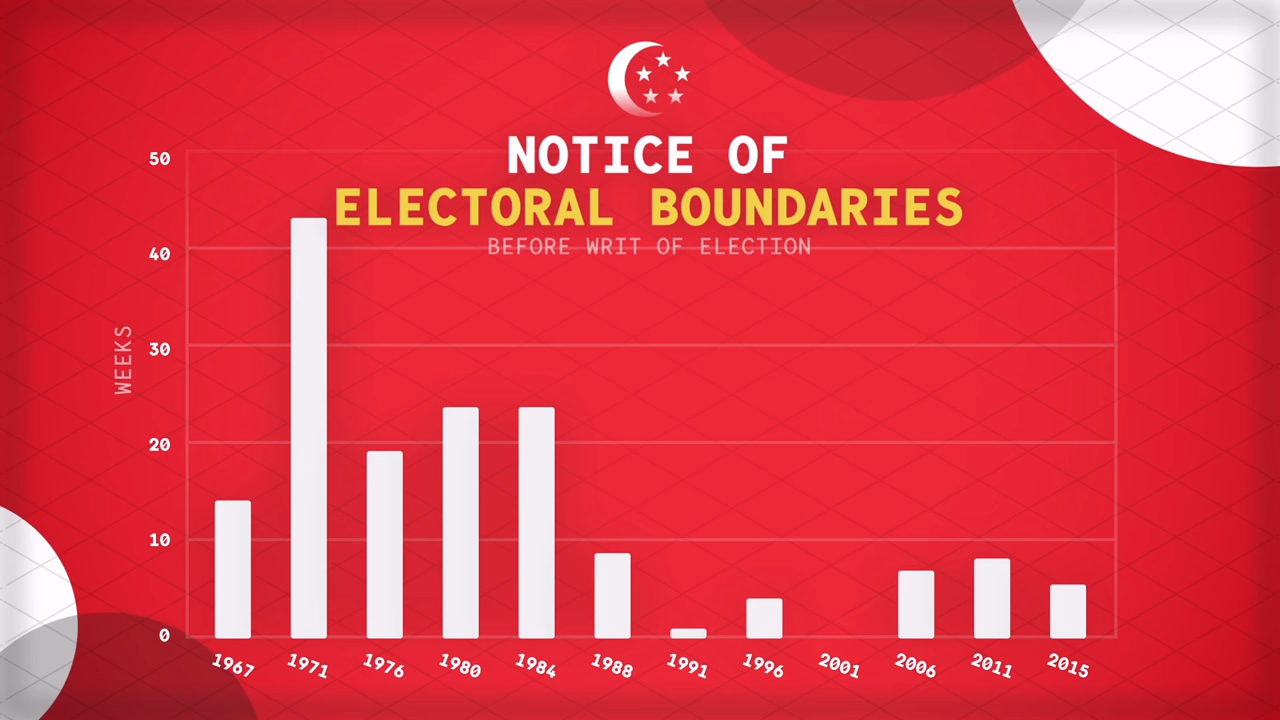 NOTICE OF
ELECTORAL BOUNDARIES
BEFORE WRIT OF ELECTION
WEEKS
50
40
30
20
10
0
1967 1971 1976 1980 1984 1988 1991 1996 2001 2006 2011 2015